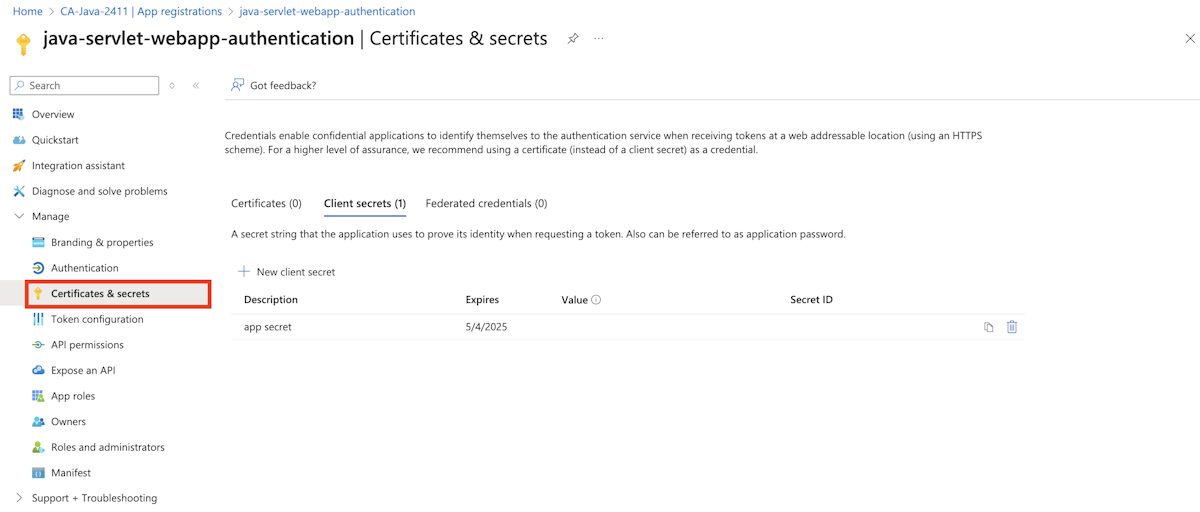 Home > CA-Java-2411 | App registrations > java-servlet-webapp-authentication
java-servlet-webapp-authentication | Certificates & secrets
Search
Got feedback?
Overview
Quickstart
Integration assistant
Diagnose and solve problems
Manage
Branding & properties
Authentication
Certificates & secrets
Token configuration
API permissions
Expose an API
App roles
Owners
Roles and administrators
Manifest
Support + Troubleshooting
Credentials enable confidential applications to identify themselves to the authentication service when receiving tokens at a web addressable location (using an HTTPS
scheme). For a higher level of assurance, we recommend using a certificate (instead of a client secret) as a credential.
Certificates (0) Client secrets (1) Federated credentials (0)
A secret string that the application uses to prove its identity when requesting a token. Also can be referred to as application password.
New client secret
Description Expires Value Secret ID
app secret 5/4/2025